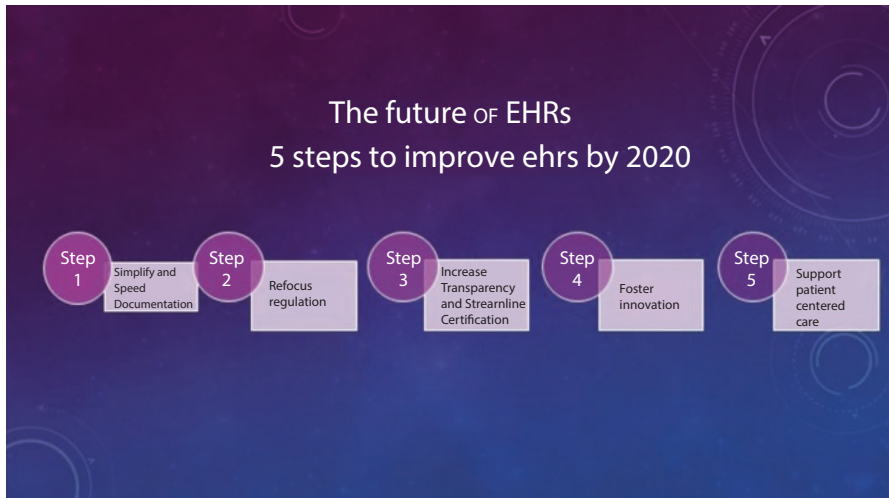 The future OF EHRs
5 steps to improve ehrs by 2020
Step
1
Simplify and
Speed
Documentation
Step
2
Refocus
regulation
Step
3
Increase
Transparency
and Streamline
Certification
Step
4
Foster
innovation
Step
5
Support
patient
centered
care